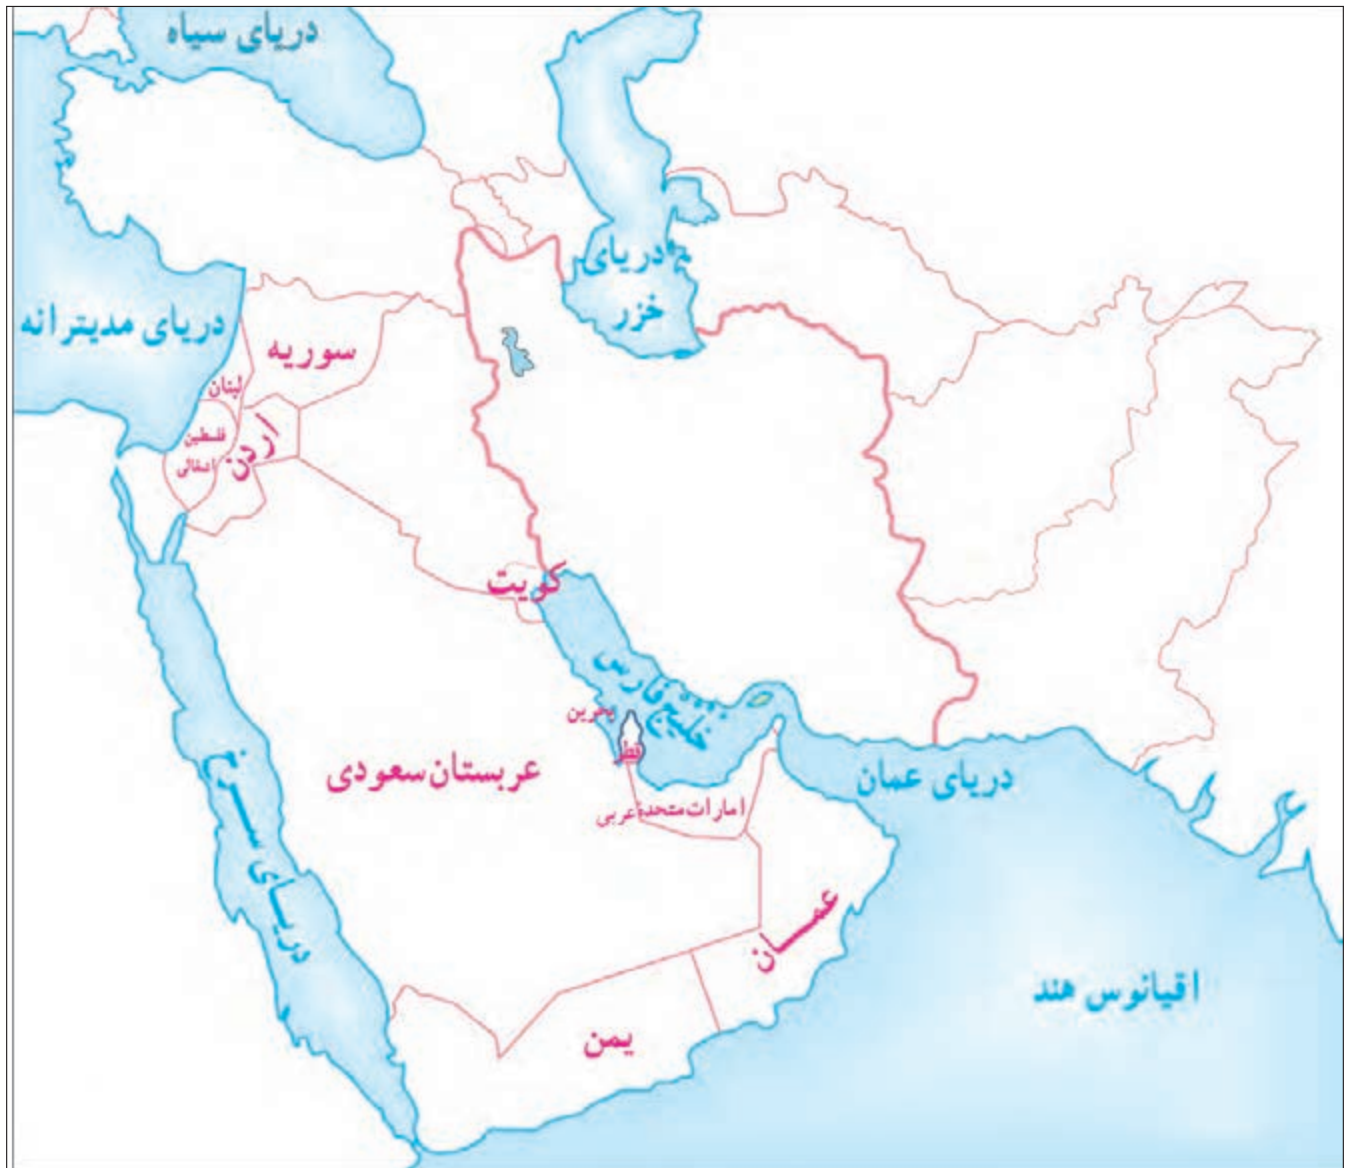 دریای سیاه
دریای
خزر
دریای مدیترانه
سوریه
لبنان
اردن
فلسطین
اشغالی
کویت
خلیج فارس
بحرین
قطر
عربستان سعودی
دریای عمان
امارات متحدهٔ عربی
دریای سرخ
عمان
اقیانوس هند
یمن